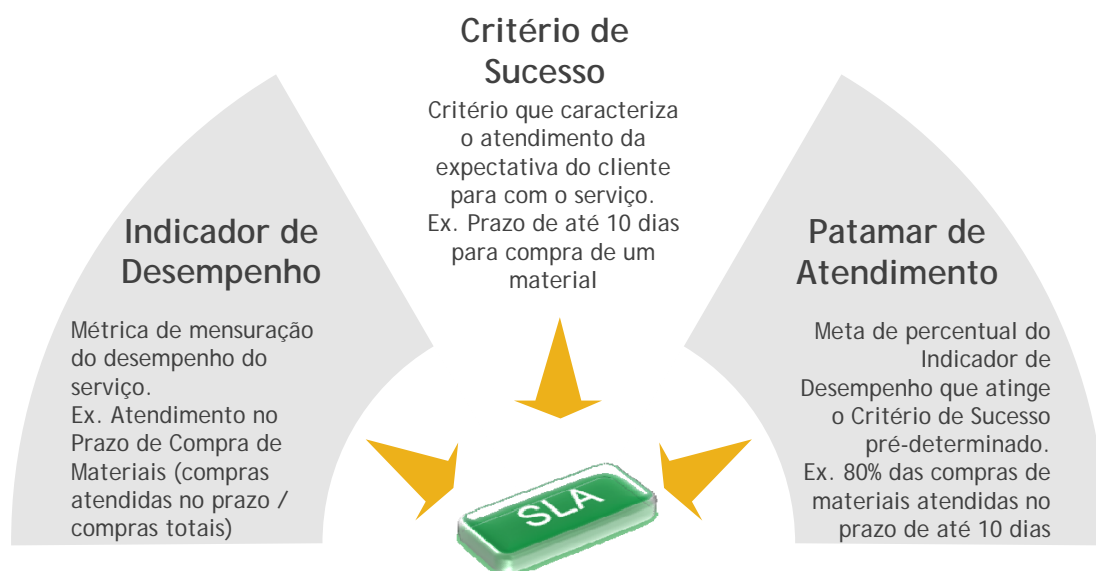 Critério de
Sucesso
Critério que caracteriza
o atendimento da
expectativa do cliente
para com o serviço.
Ex. Prazo de até 10 dias
para compra de um
material
Indicador de
Desempenho
Métrica de mensuração
do desempenho do
serviço.
Ex. Atendimento no
Prazo de Compra de
Materiais (compras
atendidas no prazo /
compras totais)
Patamar de
Atendimento
Meta de percentual do
Indicador de
Desempenho que atinge
o Critério de Sucesso
pré-determinado.
Ex. 80% das compras de
materiais atendidas no
prazo de até 10 dias
SLA